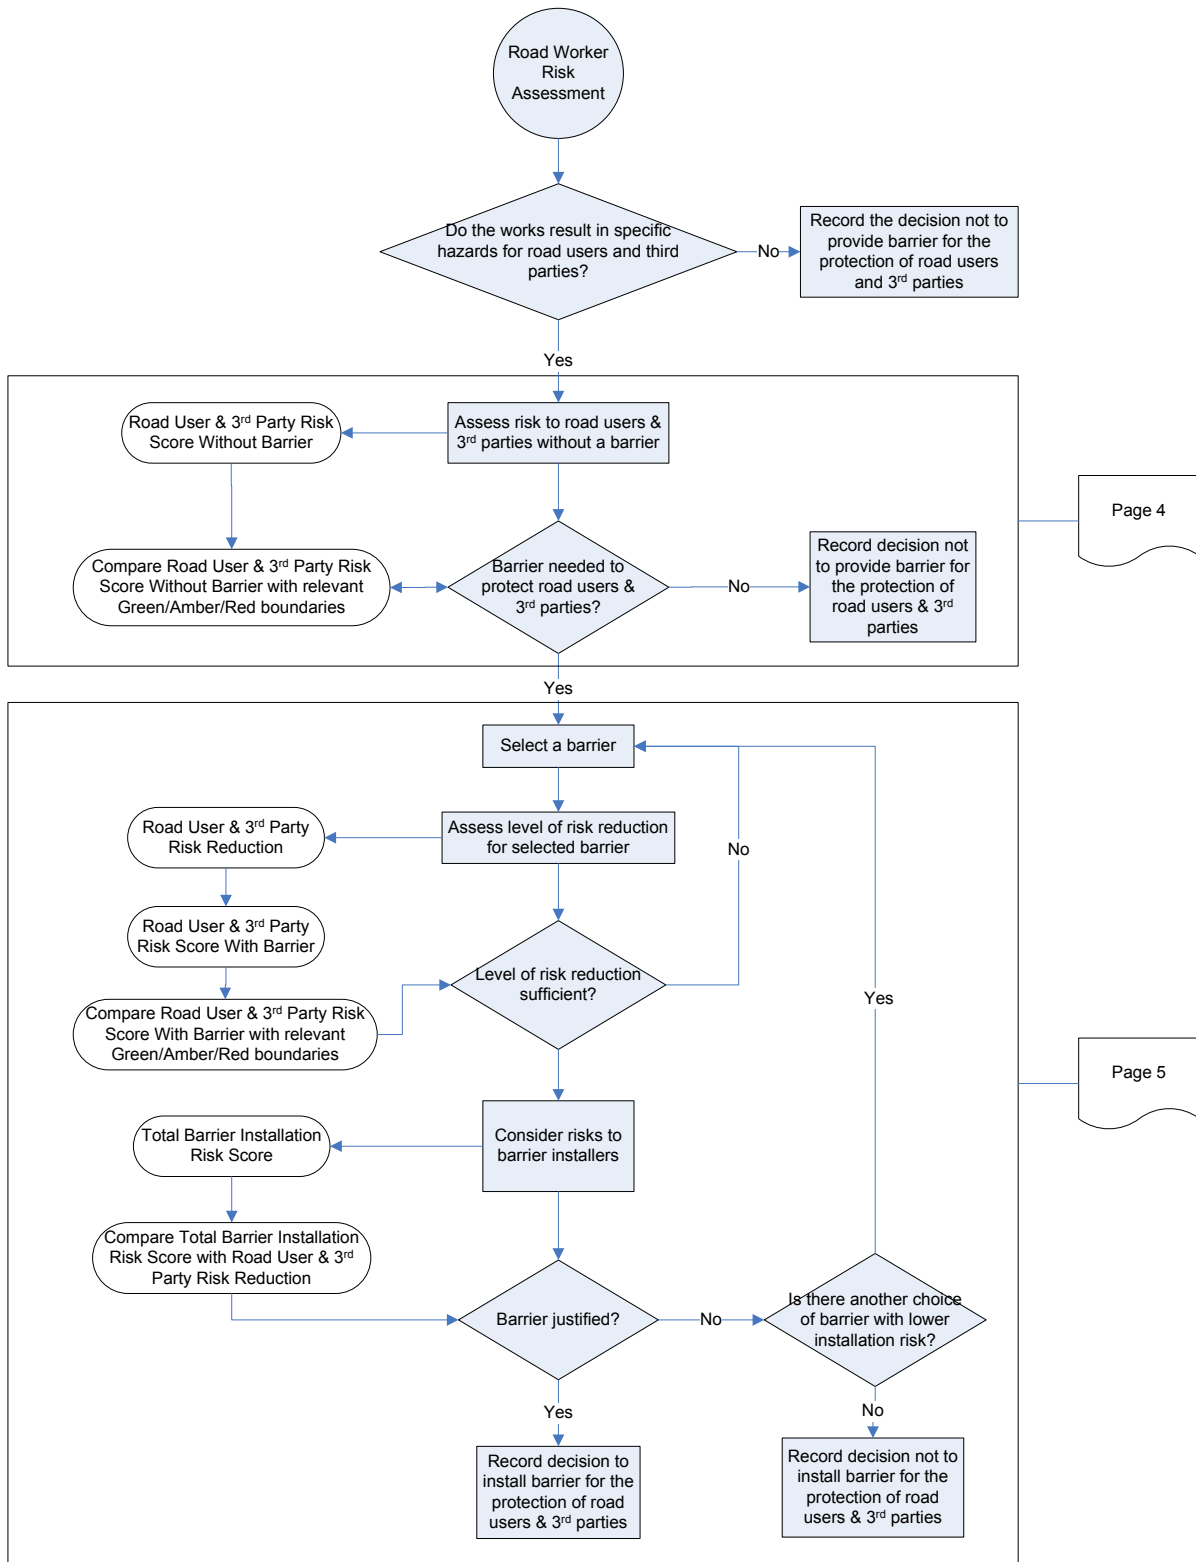 Road Worker
Risk
Assessment
Do the works result in specific
hazards for road users and third
parties?
No
Record the decision not to
provide barrier for the
protection of road users
and 3rd parties
Yes
Road User & 3rd Party Risk
Score Without Barrier
Assess risk to road users &
3rd parties without a barrier
Page 4
Compare Road User & 3rd Party Risk
Score Without Barrier with relevant
Green/Amber/Red boundaries
Barrier needed to
protect road users &
3rd parties?
No
Record decision not
to provide barrier for
the protection of
road users & 3rd
parties
Yes
Select a barrier
Road User & 3rd Party
Risk Reduction
Assess level of risk reduction
for selected barrier
No
Road User & 3rd Party
Risk Score With Barrier
Level of risk reduction
sufficient?
Yes
Compare Road User & 3rd Party Risk
Score With Barrier with relevant
Green/Amber/Red boundaries
Page 5
Total Barrier Installation
Risk Score
Consider risks to
barrier installers
Compare Total Barrier Installation
Risk Score with Road User & 3rd
Party Risk Reduction
Barrier justified?
No
Is there another choice
of barrier with lower
installation risk?
Yes
No
Record decision to
install barrier for the
protection of road
users & 3rd parties
Record decision not to
install barrier for the
protection of road
users & 3rd parties